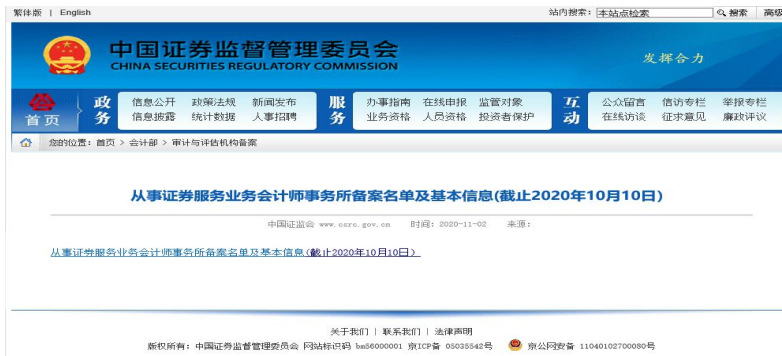 繁体版 | English 站内搜索: 本站点检索 搜索 高级
中国证券监督管理委员会
CHINA SECURITIES REGULATORY COMMISSION
发挥合力
首页 政务 信息公开 政策法规 新闻发布 服务 办事指南 在线申报 监管对象 互动 公众留言 信访专栏 举报专栏
信息披露 统计数据 人事招聘 业务资格 人员资格 投资者保护 在线访谈 征求意见 廉政评议
您的位置: 首页 > 会计部 > 审计与评估机构备案
从事证券服务业务会计师事务所备案名单及基本信息(截止2020年10月10日)
中国证监会 www.csrc.gov.cn 时间: 2020-11-02 来源:
从事证券服务业务会计师事务所备案名单及基本信息(截止2020年10月10日)
关于我们 | 联系我们 | 法律声明
版权所有: 中国证券监督管理委员会 网站标识码 bm56000001 京ICP备 05035542号 京公网安备 11040102700080号